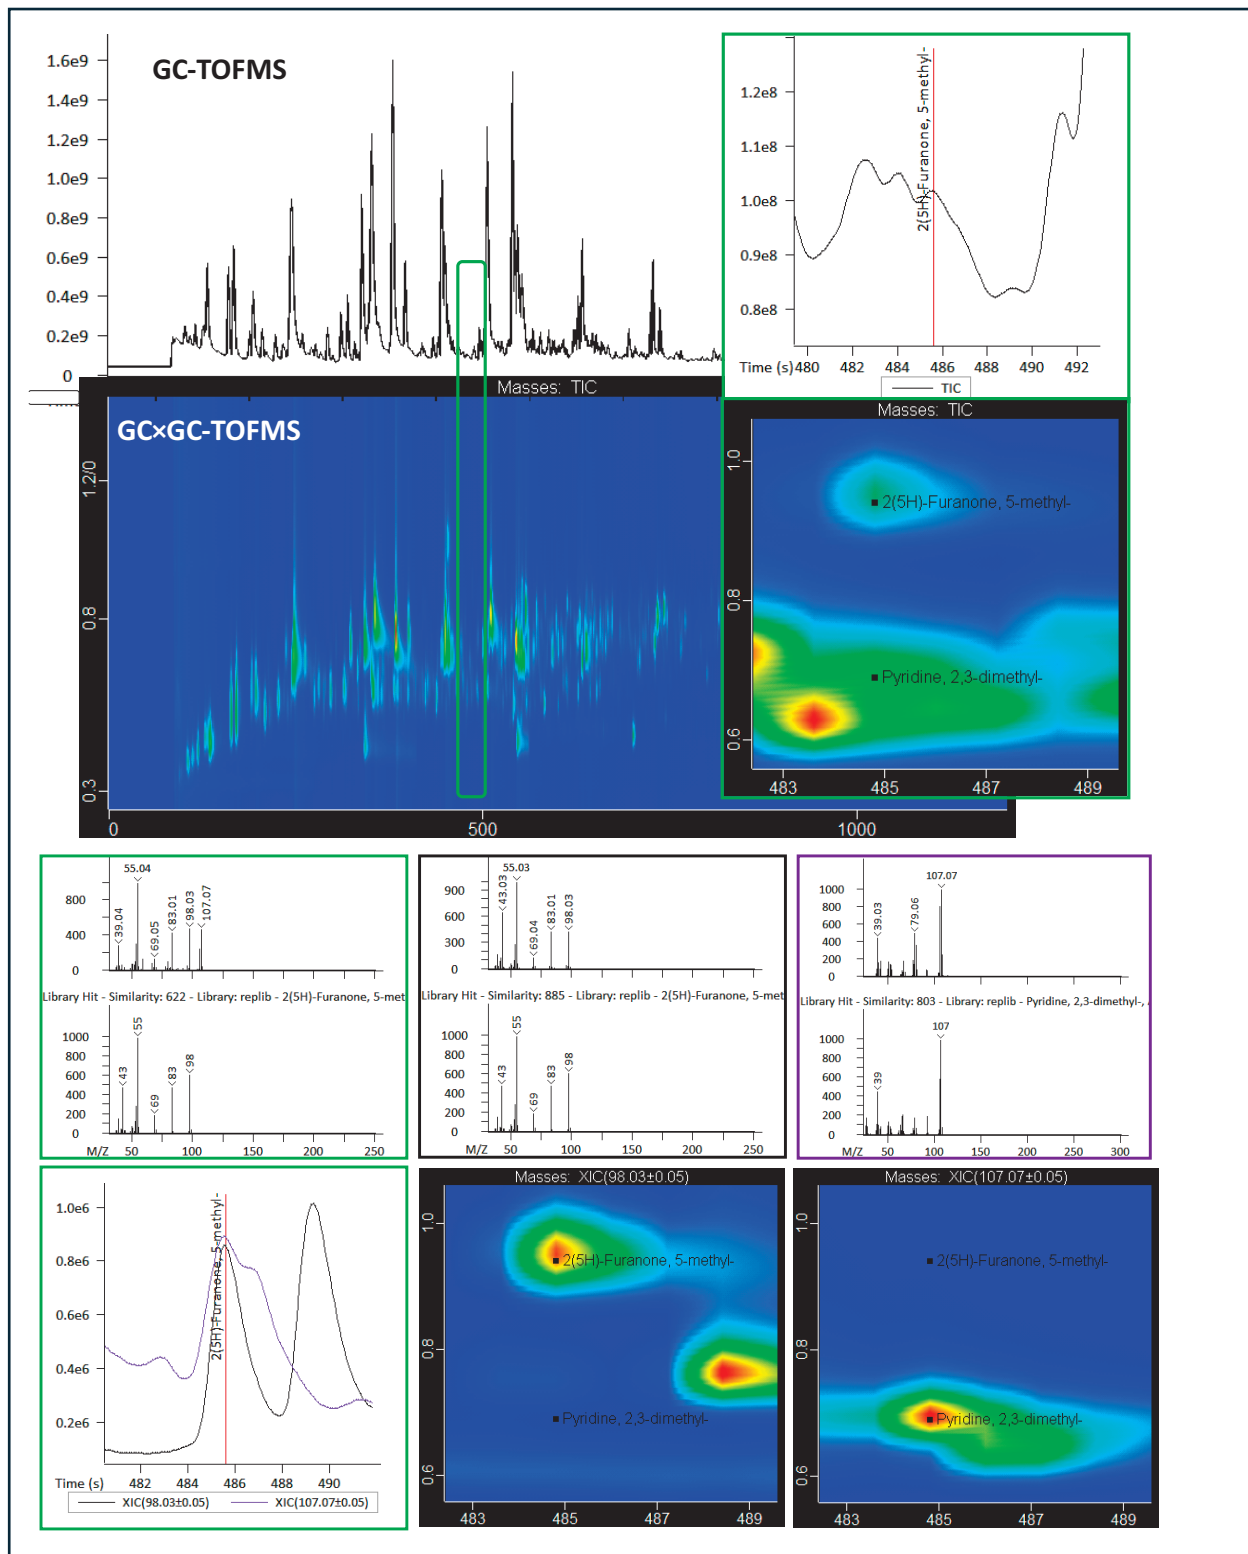 GC-TOFMS
1.6e9
1.4e9
1.2e9
1.0e9
0.8e9
0.6e9
0.4e9
0.2e9
0
2(5H)-Furanone, 5-methyl-
1.2e8
1.1e8
1.0e8
0.9e8
0.8e8
Time (s) 480 482 484 486 488 490 492
TIC
Masses: TIC
GC×GC-TOFMS
1.2/0
0.8
0.3
0 500 1000
Masses: TIC
1.0
0.8
0.6
2(5H)-Furanone, 5-methyl-
Pyridine, 2,3-dimethyl-
483 485 487 489
55.04
800
400
0
39.04 69.05 83.01 98.03 107.07
Library Hit - Similarity: 622 - Library: replib - 2(5H)-Furanone, 5-met
1000
800
600
400
200
0
43 55 69 83 98
M/Z 50 100 150 200 250
55.03
900
600
300
0
43.03 69.04 83.01 98.03
Library Hit - Similarity: 885 - Library: replib - 2(5H)-Furanone, 5-met
1000
800
600
400
200
0
43 55 69 83 98
M/Z 50 100 150 200 250
107.07
1000
800
600
400
200
0
39.03 79.06
Library Hit - Similarity: 803 - Library: replib - Pyridine, 2,3-dimethyl-,
107
1000
800
600
400
200
0
39
M/Z 50 100 150 200 250 300
2(5H)-Furanone, 5-methyl-
1.0e6
0.8e6
0.6e6
0.4e6
0.2e6
Time (s) 482 484 486 488 490
XIC(98.03±0.05) XIC(107.07±0.05)
Masses: XIC(98.03±0.05)
1.0
0.8
0.6
2(5H)-Furanone, 5-methyl-
Pyridine, 2,3-dimethyl-
483 485 487 489
Masses: XIC(107.07±0.05)
1.0
0.8
0.6
2(5H)-Furanone, 5-methyl-
Pyridine, 2,3-dimethyl-
483 485 487 489